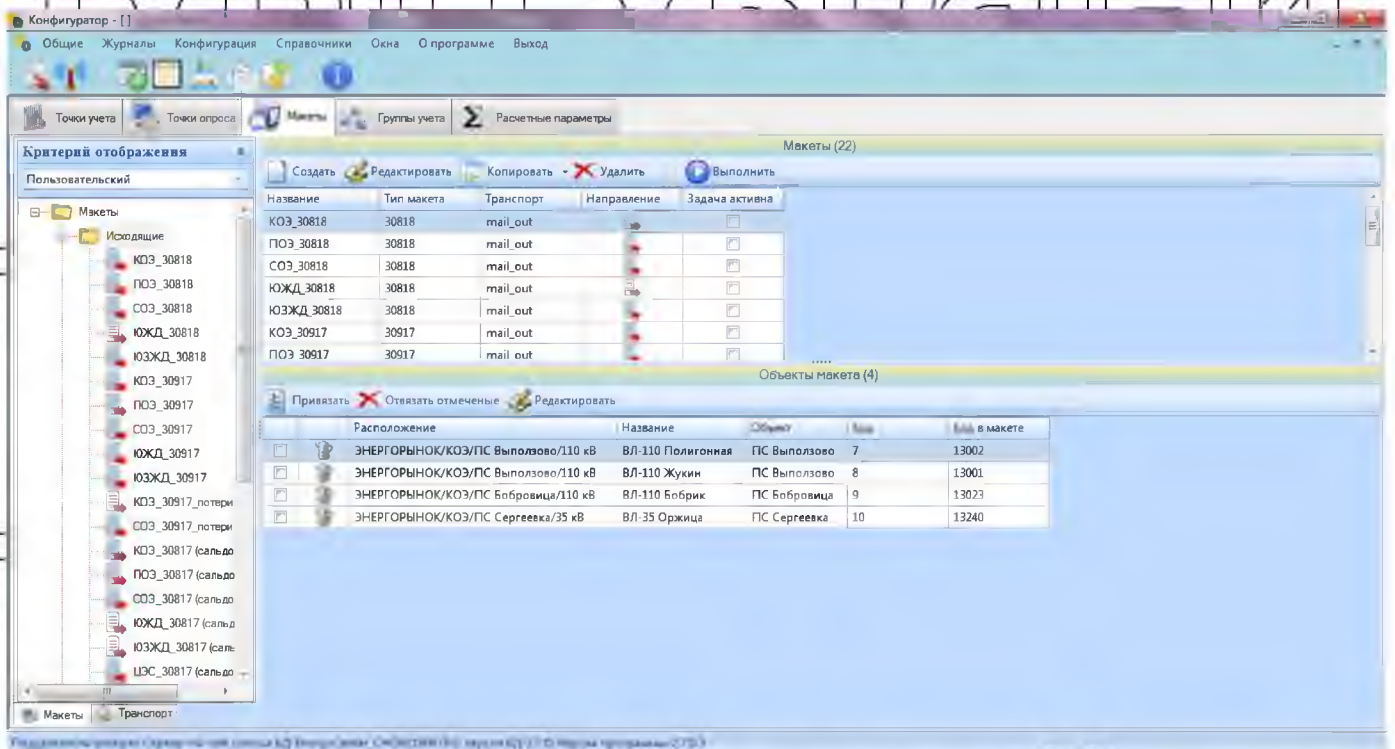 Конфигуратор - [ ]
Общие Журналы Конфигурация Справочники Окна О программе Выход
Точки учета Точки опроса Макеты Группы учета Расчетные параметры
Критерий отображения
Пользовательский
Макеты
Исходящие
КОЭ_30818
ПОЭ_30818
СОЭ_30818
ЮЖД_30818
ЮЗЖД_30818
КОЭ_30917
ПОЭ_30917
СОЭ_30917
ЮЖД_30917
ЮЗЖД_30917
КОЭ_30917_потери
СОЭ_30917_потери
КОЭ_30817 (сальдо
ПОЭ_30817 (сальдо
СОЭ_30817 (сальдо
ЮЖД_30817 (сальд
ЮЗЖД_30817 (саль
ЦЭС_30817 (сальдо
Макеты Транспорт
Макеты (22)
Создать Редактировать Копировать Удалить Выполнить
Название Тип макета Транспорт Направление Задача активна
КОЭ_30818 30818 mail_out
ПОЭ_30818 30818 mail_out
СОЭ_30818 30818 mail_out
ЮЖД_30818 30818 mail_out
ЮЗЖД_30818 30818 mail_out
КОЭ_30917 30917 mail_out
ПОЭ_30917 30917 mail_out
Объекты макета (4)
Привязать Отвязать отмеченые Редактировать
Расположение Название Объект Код Код в макете
ЭНЕРГОРЫНОК/КОЭ/ПС Выползово/110 кВ ВЛ-110 Полигонная ПС Выползово 7 13002
ЭНЕРГОРЫНОК/КОЭ/ПС Выползово/110 кВ ВЛ-110 Жукин ПС Выползово 8 13001
ЭНЕРГОРЫНОК/КОЭ/ПС Бобровица/110 кВ ВЛ-110 Бобрик ПС Бобровица 9 13023
ЭНЕРГОРЫНОК/КОЭ/ПС Сергеевка/35 кВ ВЛ-35 Оржица ПС Сергеевка 10 13240